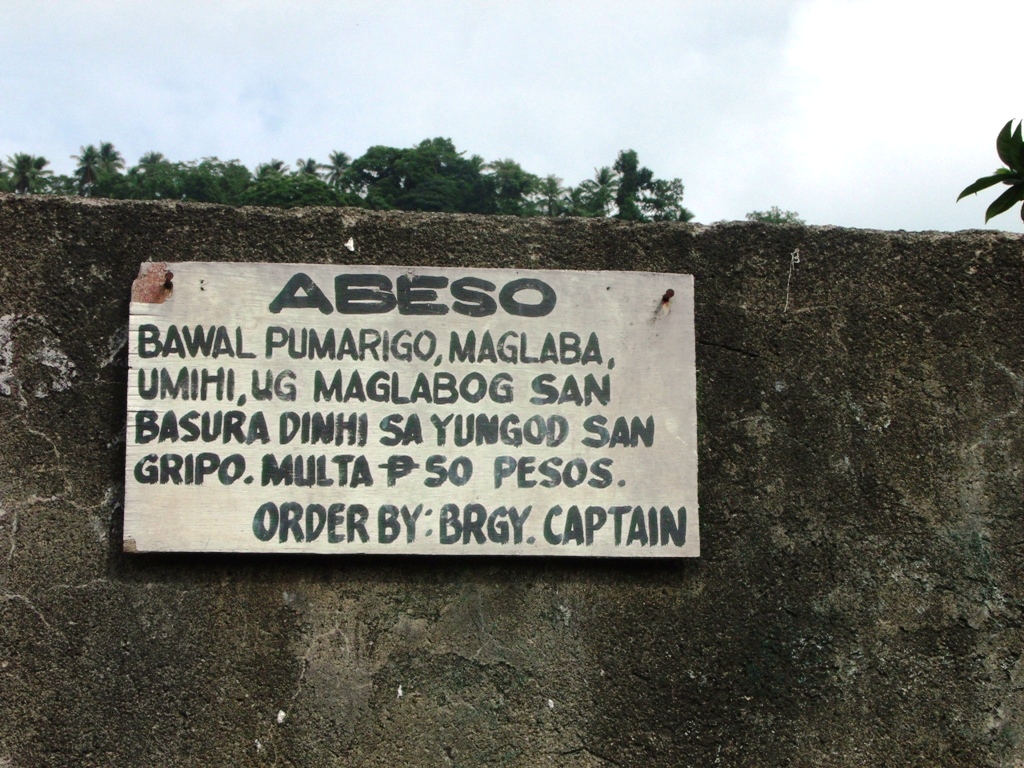 ABESO
BAWAL PUMARIGO, MAGLABA,
UMIHI, UG MAGLABOG SAN
BASURA DINHI SA YUNGOD SAN
GRIPO. MULTA ₱ 50 PESOS.
ORDER BY: BRGY. CAPTAIN